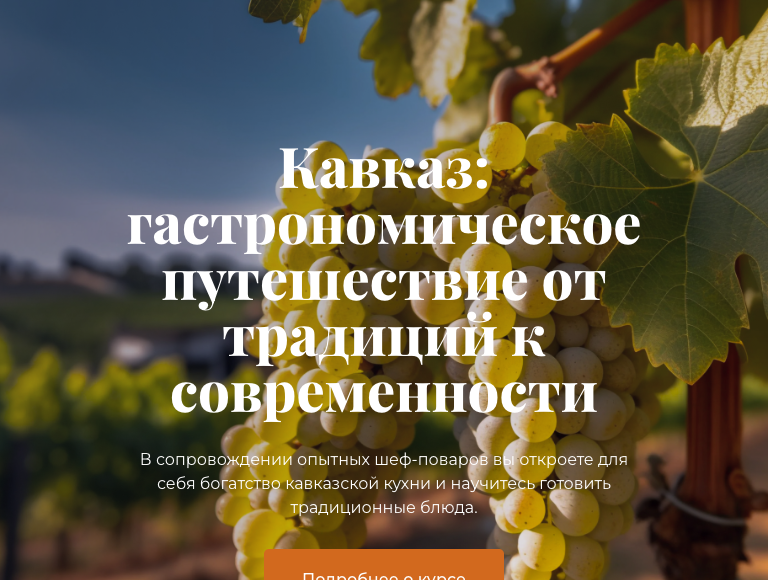 Кавказ:
гастрономическое
путешествие от
традиций к
современности
В сопровождении опытных шеф-поваров вы откроете для
себя богатство кавказской кухни и научитесь готовить
традиционные блюда.
Подробнее о курсе